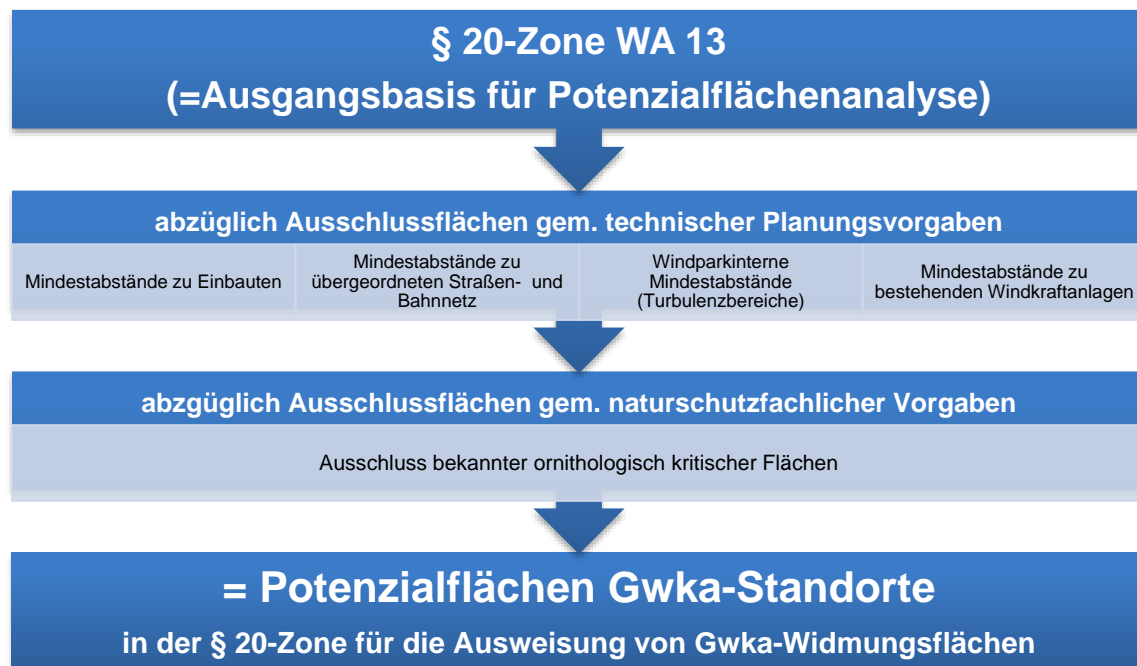 § 20-Zone WA 13
(=Ausgangsbasis für Potenzialflächenanalyse)
abzüglich Ausschlussflächen gem. technischer Planungsvorgaben
Mindestabstände zu Einbauten
Mindestabstände zu
übergeordneten Straßen- und
Bahnnetz
Windparkinterne
Mindestabstände
(Turbulenzbereiche)
Mindestabstände zu
bestehenden Windkraftanlagen
abzgüglich Ausschlussflächen gem. naturschutzfachlicher Vorgaben
Ausschluss bekannter ornithologisch kritischer Flächen
= Potenzialflächen Gwka-Standorte
in der § 20-Zone für die Ausweisung von Gwka-Widmungsflächen